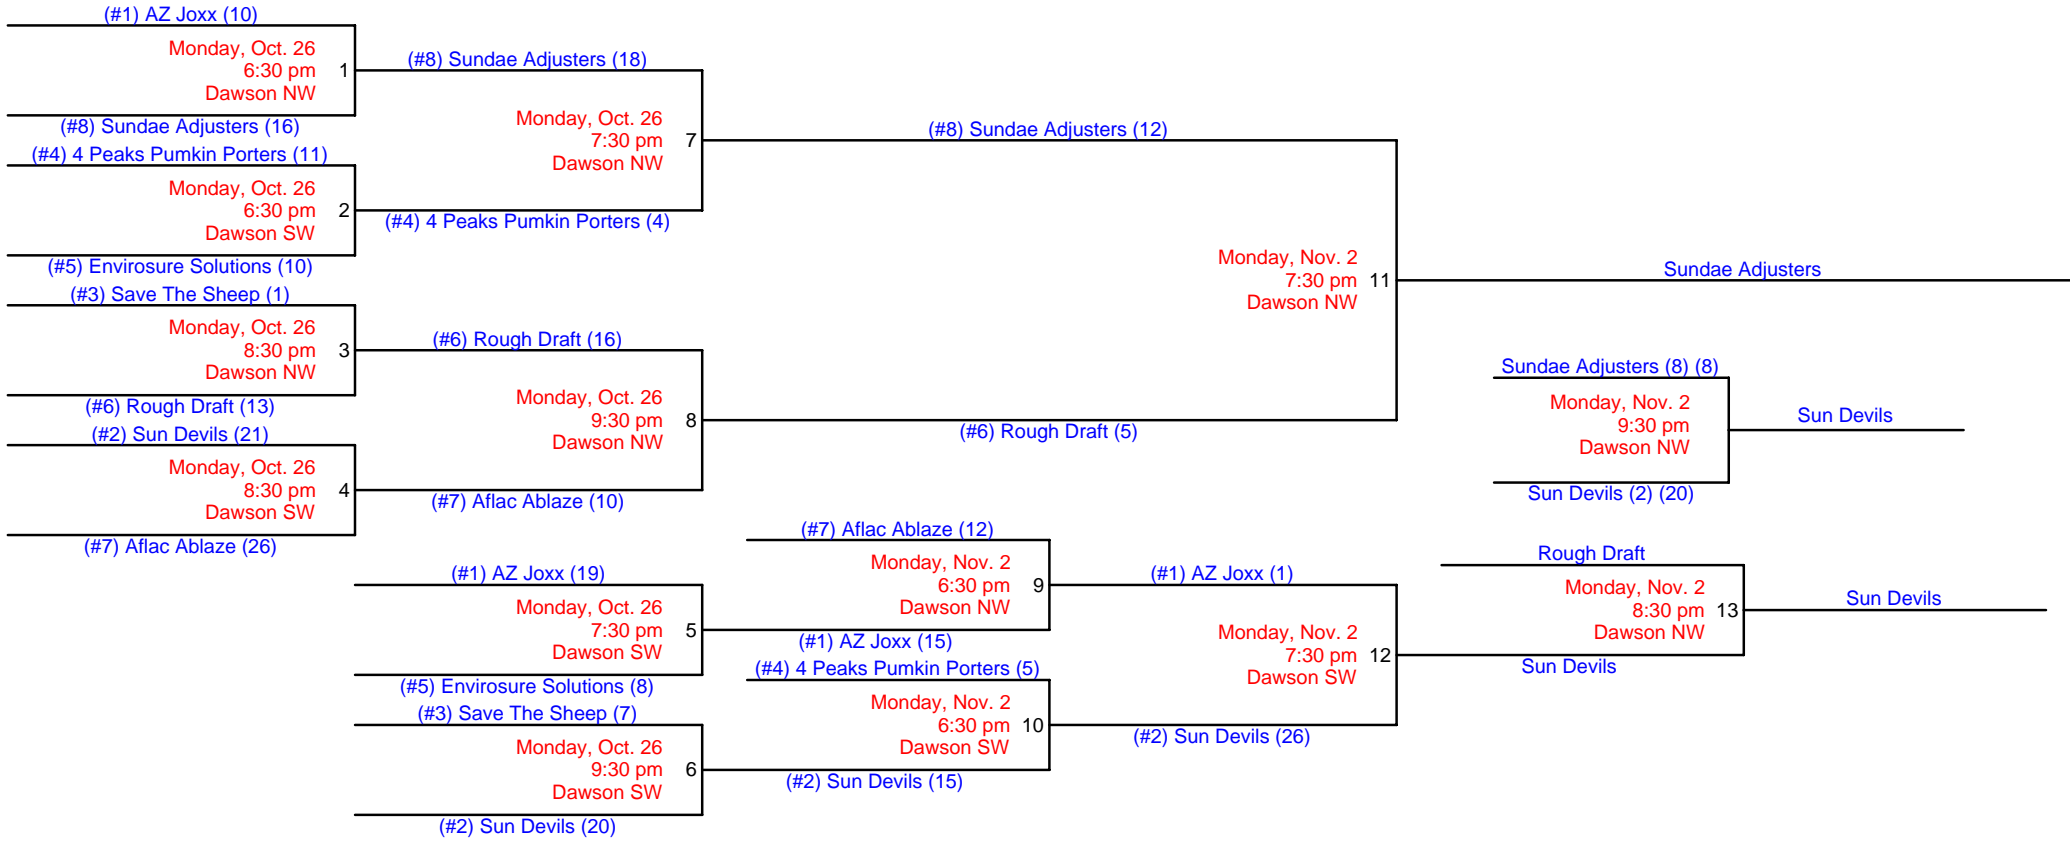 (#1) AZ Joxx (10)
Monday, Oct. 26
6:30 pm 1
Dawson NW
(#8) Sundae Adjusters (16)
(#4) 4 Peaks Pumkin Porters (11)
Monday, Oct. 26
6:30 pm 2
Dawson SW
(#5) Envirosure Solutions (10)
(#3) Save The Sheep (1)
Monday, Oct. 26
8:30 pm 3
Dawson NW
(#6) Rough Draft (13)
(#2) Sun Devils (21)
Monday, Oct. 26
8:30 pm 4
Dawson SW
(#7) Aflac Ablaze (26)
(#8) Sundae Adjusters (18)
Monday, Oct. 26
7:30 pm 7
Dawson NW
(#4) 4 Peaks Pumkin Porters (4)
(#6) Rough Draft (16)
Monday, Oct. 26
9:30 pm 8
Dawson NW
(#7) Aflac Ablaze (10)
(#1) AZ Joxx (19)
Monday, Oct. 26
7:30 pm 5
Dawson SW
(#5) Envirosure Solutions (8)
(#3) Save The Sheep (7)
Monday, Oct. 26
9:30 pm 6
Dawson SW
(#2) Sun Devils (20)
(#8) Sundae Adjusters (12)
Monday, Nov. 2
7:30 pm 11
Dawson NW
(#6) Rough Draft (5)
(#7) Aflac Ablaze (12)
Monday, Nov. 2
6:30 pm 9
Dawson NW
(#1) AZ Joxx (15)
(#4) 4 Peaks Pumkin Porters (5)
Monday, Nov. 2
6:30 pm 10
Dawson SW
(#2) Sun Devils (15)
(#1) AZ Joxx (1)
Monday, Nov. 2
7:30 pm 12
Dawson SW
(#2) Sun Devils (26)
Sundae Adjusters
Sundae Adjusters (8) (8)
Monday, Nov. 2
9:30 pm
Dawson NW
Sun Devils (2) (20)
Sun Devils
Rough Draft
Monday, Nov. 2
8:30 pm 13
Dawson NW
Sun Devils
Sun Devils